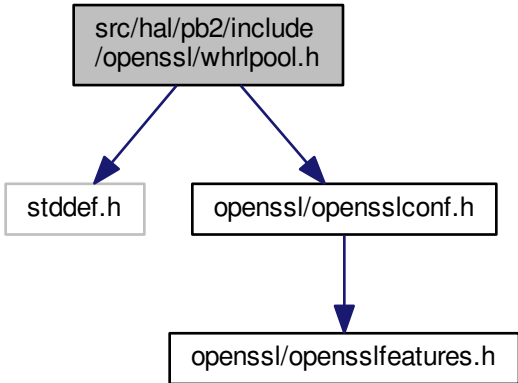 src/hal/pb2/include
/openssl/whrlpool.h
stddef.h
openssl/opensslconf.h
openssl/opensslfeatures.h